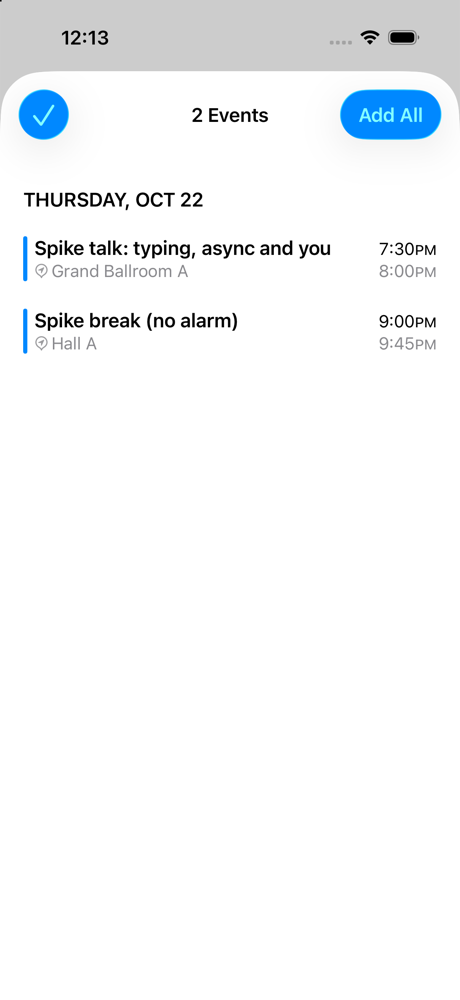 12:13
2 Events
Add All
THURSDAY, OCT 22
Spike talk: typing, async and you 7:30PM
Grand Ballroom A 8:00PM
Spike break (no alarm) 9:00PM
Hall A 9:45PM